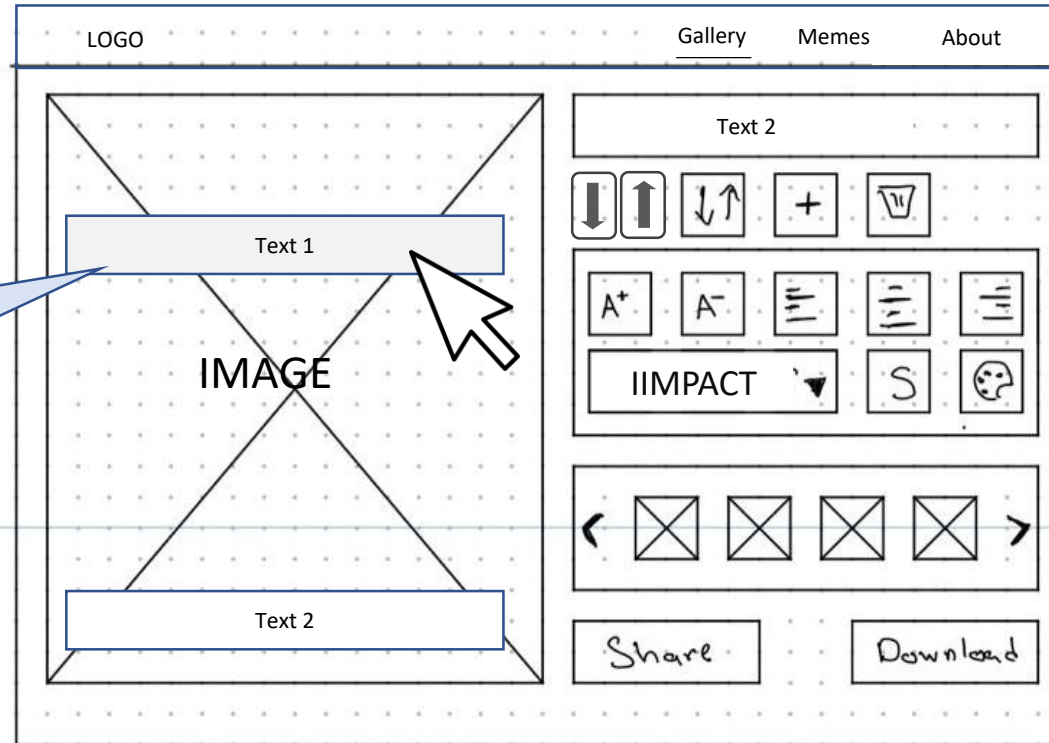 LOGO Gallery Memes About
Text 2
Text 1
A+ A-
IMAGE
IIMPACT S
Text 2
Share Download